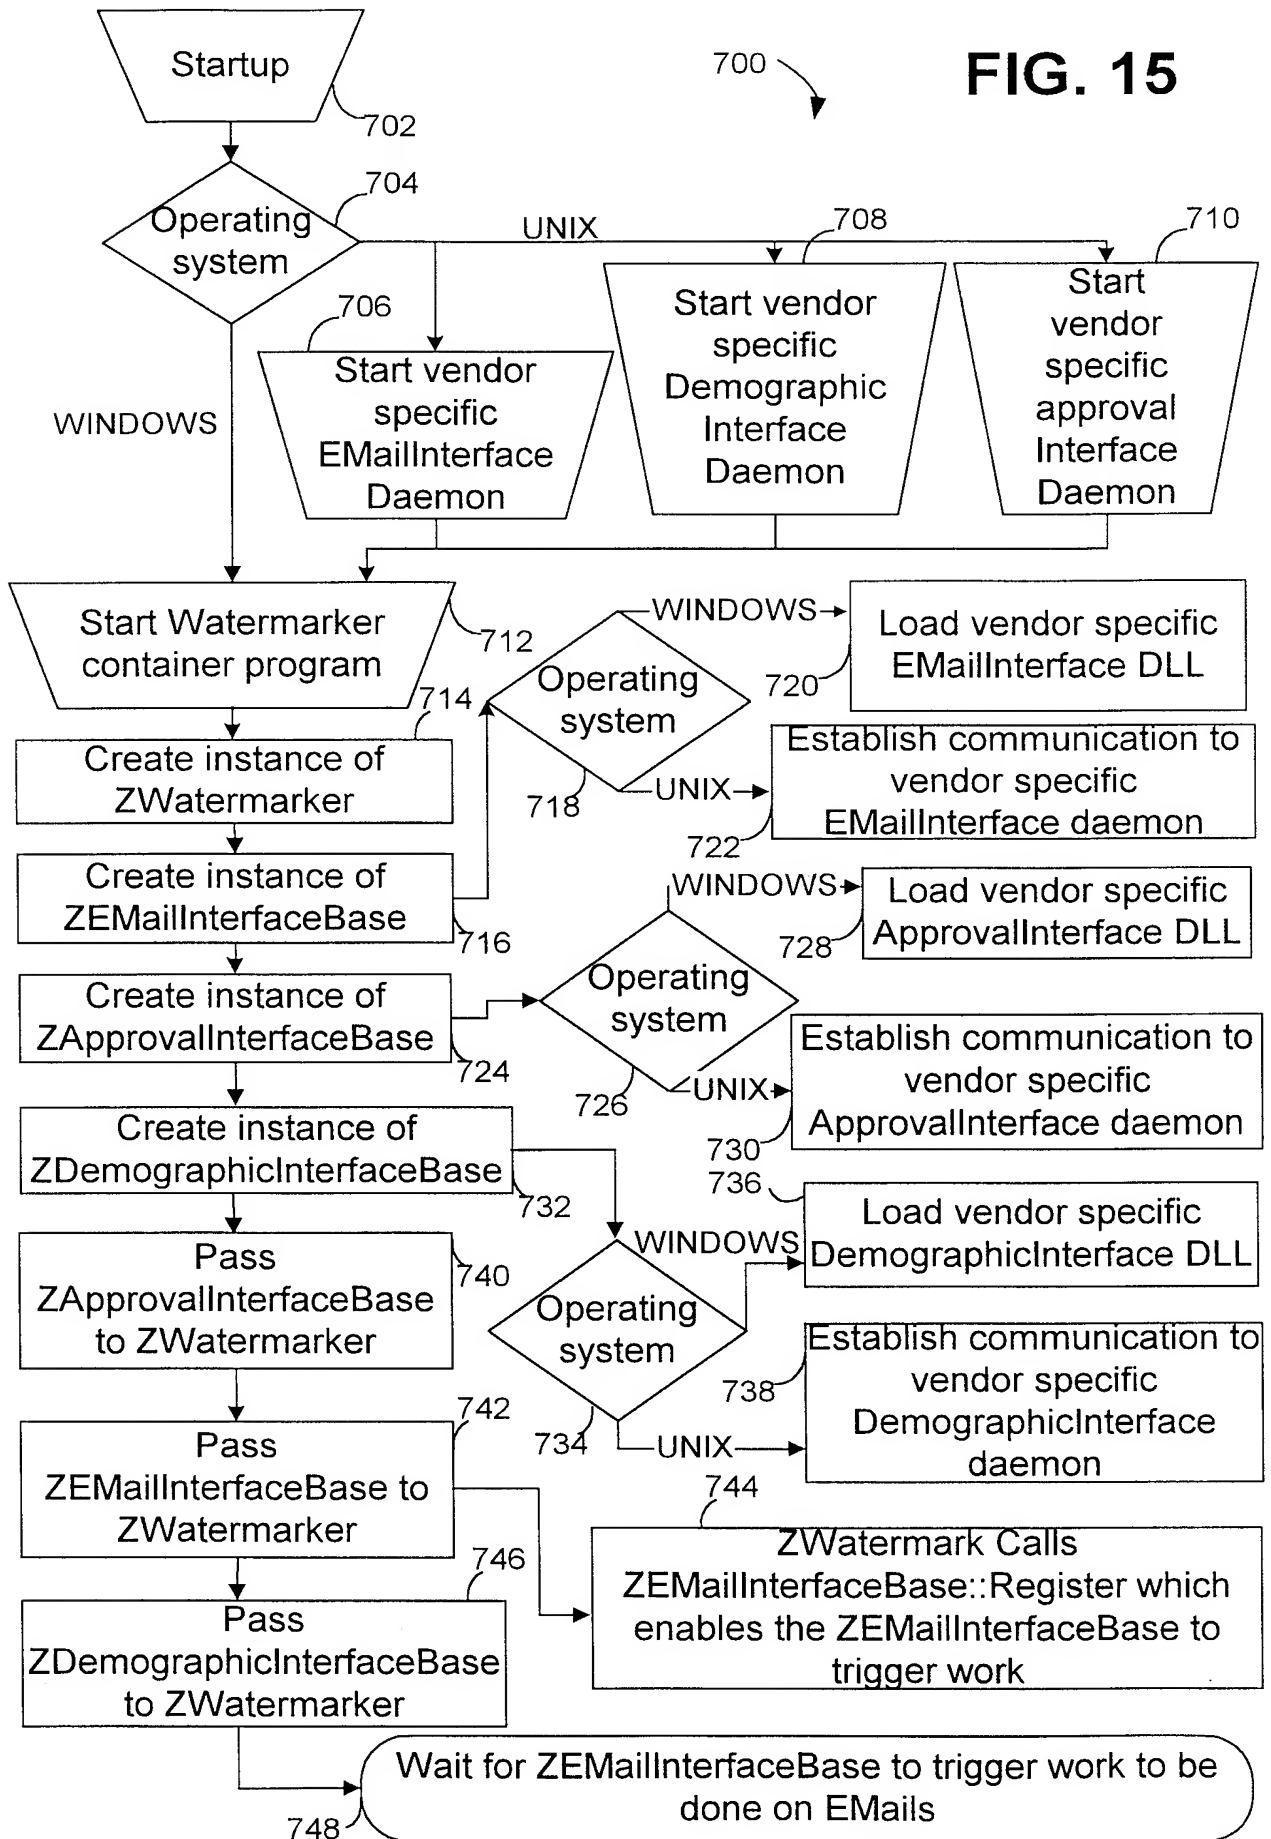 FIG. 15
700
Startup
702
704
Operating
system
UNIX
708
710
706
Start vendor
specific
EMailInterface
Daemon
Start vendor
specific
Demographic
Interface
Daemon
Start
vendor
specific
approval
Interface
Daemon
WINDOWS
Start Watermarker
container program
712
714
Create instance of
ZWatermarker
Create instance of
ZEMailInterfaceBase
716
Operating
system
718
WINDOWS
720
Load vendor specific
EMailInterface DLL
UNIX
722
Establish communication to
vendor specific
EMailInterface daemon
Create instance of
ZApprovalInterfaceBase
724
Operating
system
726
WINDOWS
728
Load vendor specific
ApprovalInterface DLL
UNIX
730
Establish communication to
vendor specific
ApprovalInterface daemon
Create instance of
ZDemographicInterfaceBase
732
Operating
system
734
WINDOWS
736
Load vendor specific
DemographicInterface DLL
UNIX
738
Establish communication to
vendor specific
DemographicInterface
daemon
Pass
ZApprovalInterfaceBase
to ZWatermarker
740
742
Pass
ZEMailInterfaceBase to
ZWatermarker
744
ZWatermark Calls
ZEMailInterfaceBase::Register which
enables the ZEMailInterfaceBase to
trigger work
746
Pass
ZDemographicInterfaceBase
to ZWatermarker
Wait for ZEMailInterfaceBase to trigger work to be
done on EMails
748